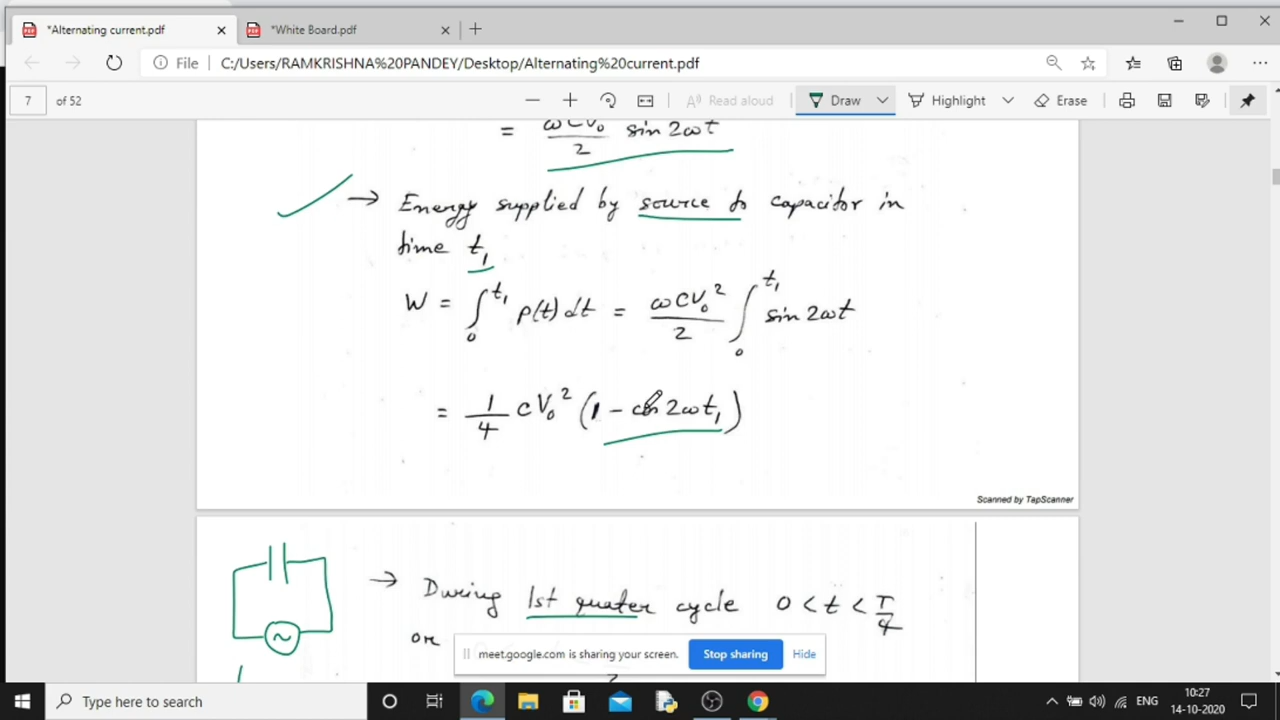 *Alternating current.pdf
*White Board.pdf
File
C:/Users/RAMKRISHNA%20PANDEY/Desktop/Alternating%20current.pdf
7 of 52
Read aloud
Draw
Highlight
Erase
= ωCV₀/2 sin 2ωt
→ Energy supplied by source to capacitor in
time t₁
W = ∫₀^t₁ P(t) dt = ωCV₀²/2 ∫₀^t₁ sin 2ωt
= 1/4 CV₀² (1 - cos 2ωt₁)
Scanned by TapScanner
→ During 1st quater cycle 0 < t < T/4
or
meet.google.com is sharing your screen.
Stop sharing
Hide
Type here to search
ENG
10:27
14-10-2020